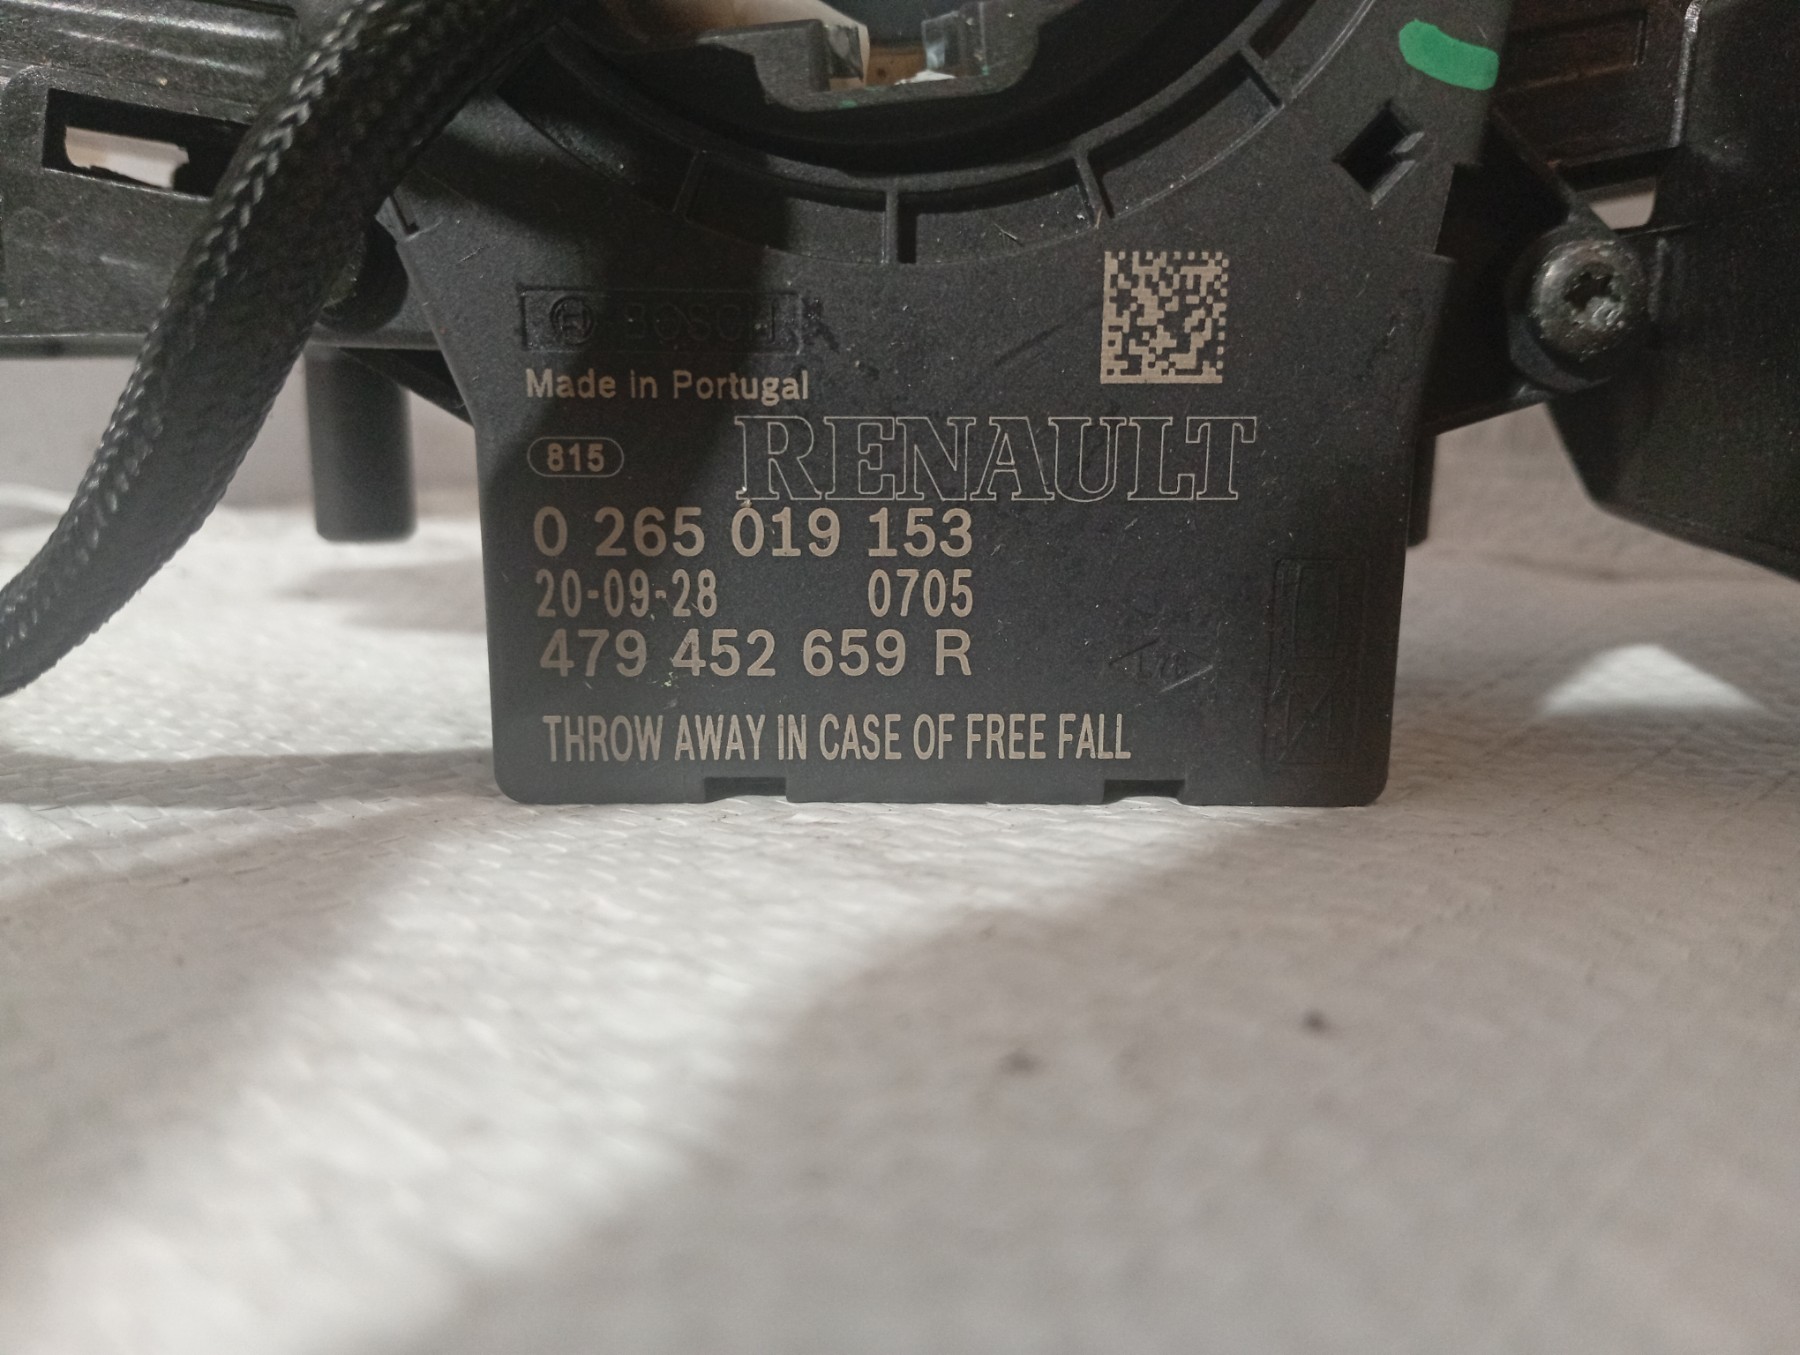 BOSCH
Made in Portugal
815
RENAULT
0 265 019 153
20-09-28 0705
479 452 659 R
THROW AWAY IN CASE OF FREE FALL